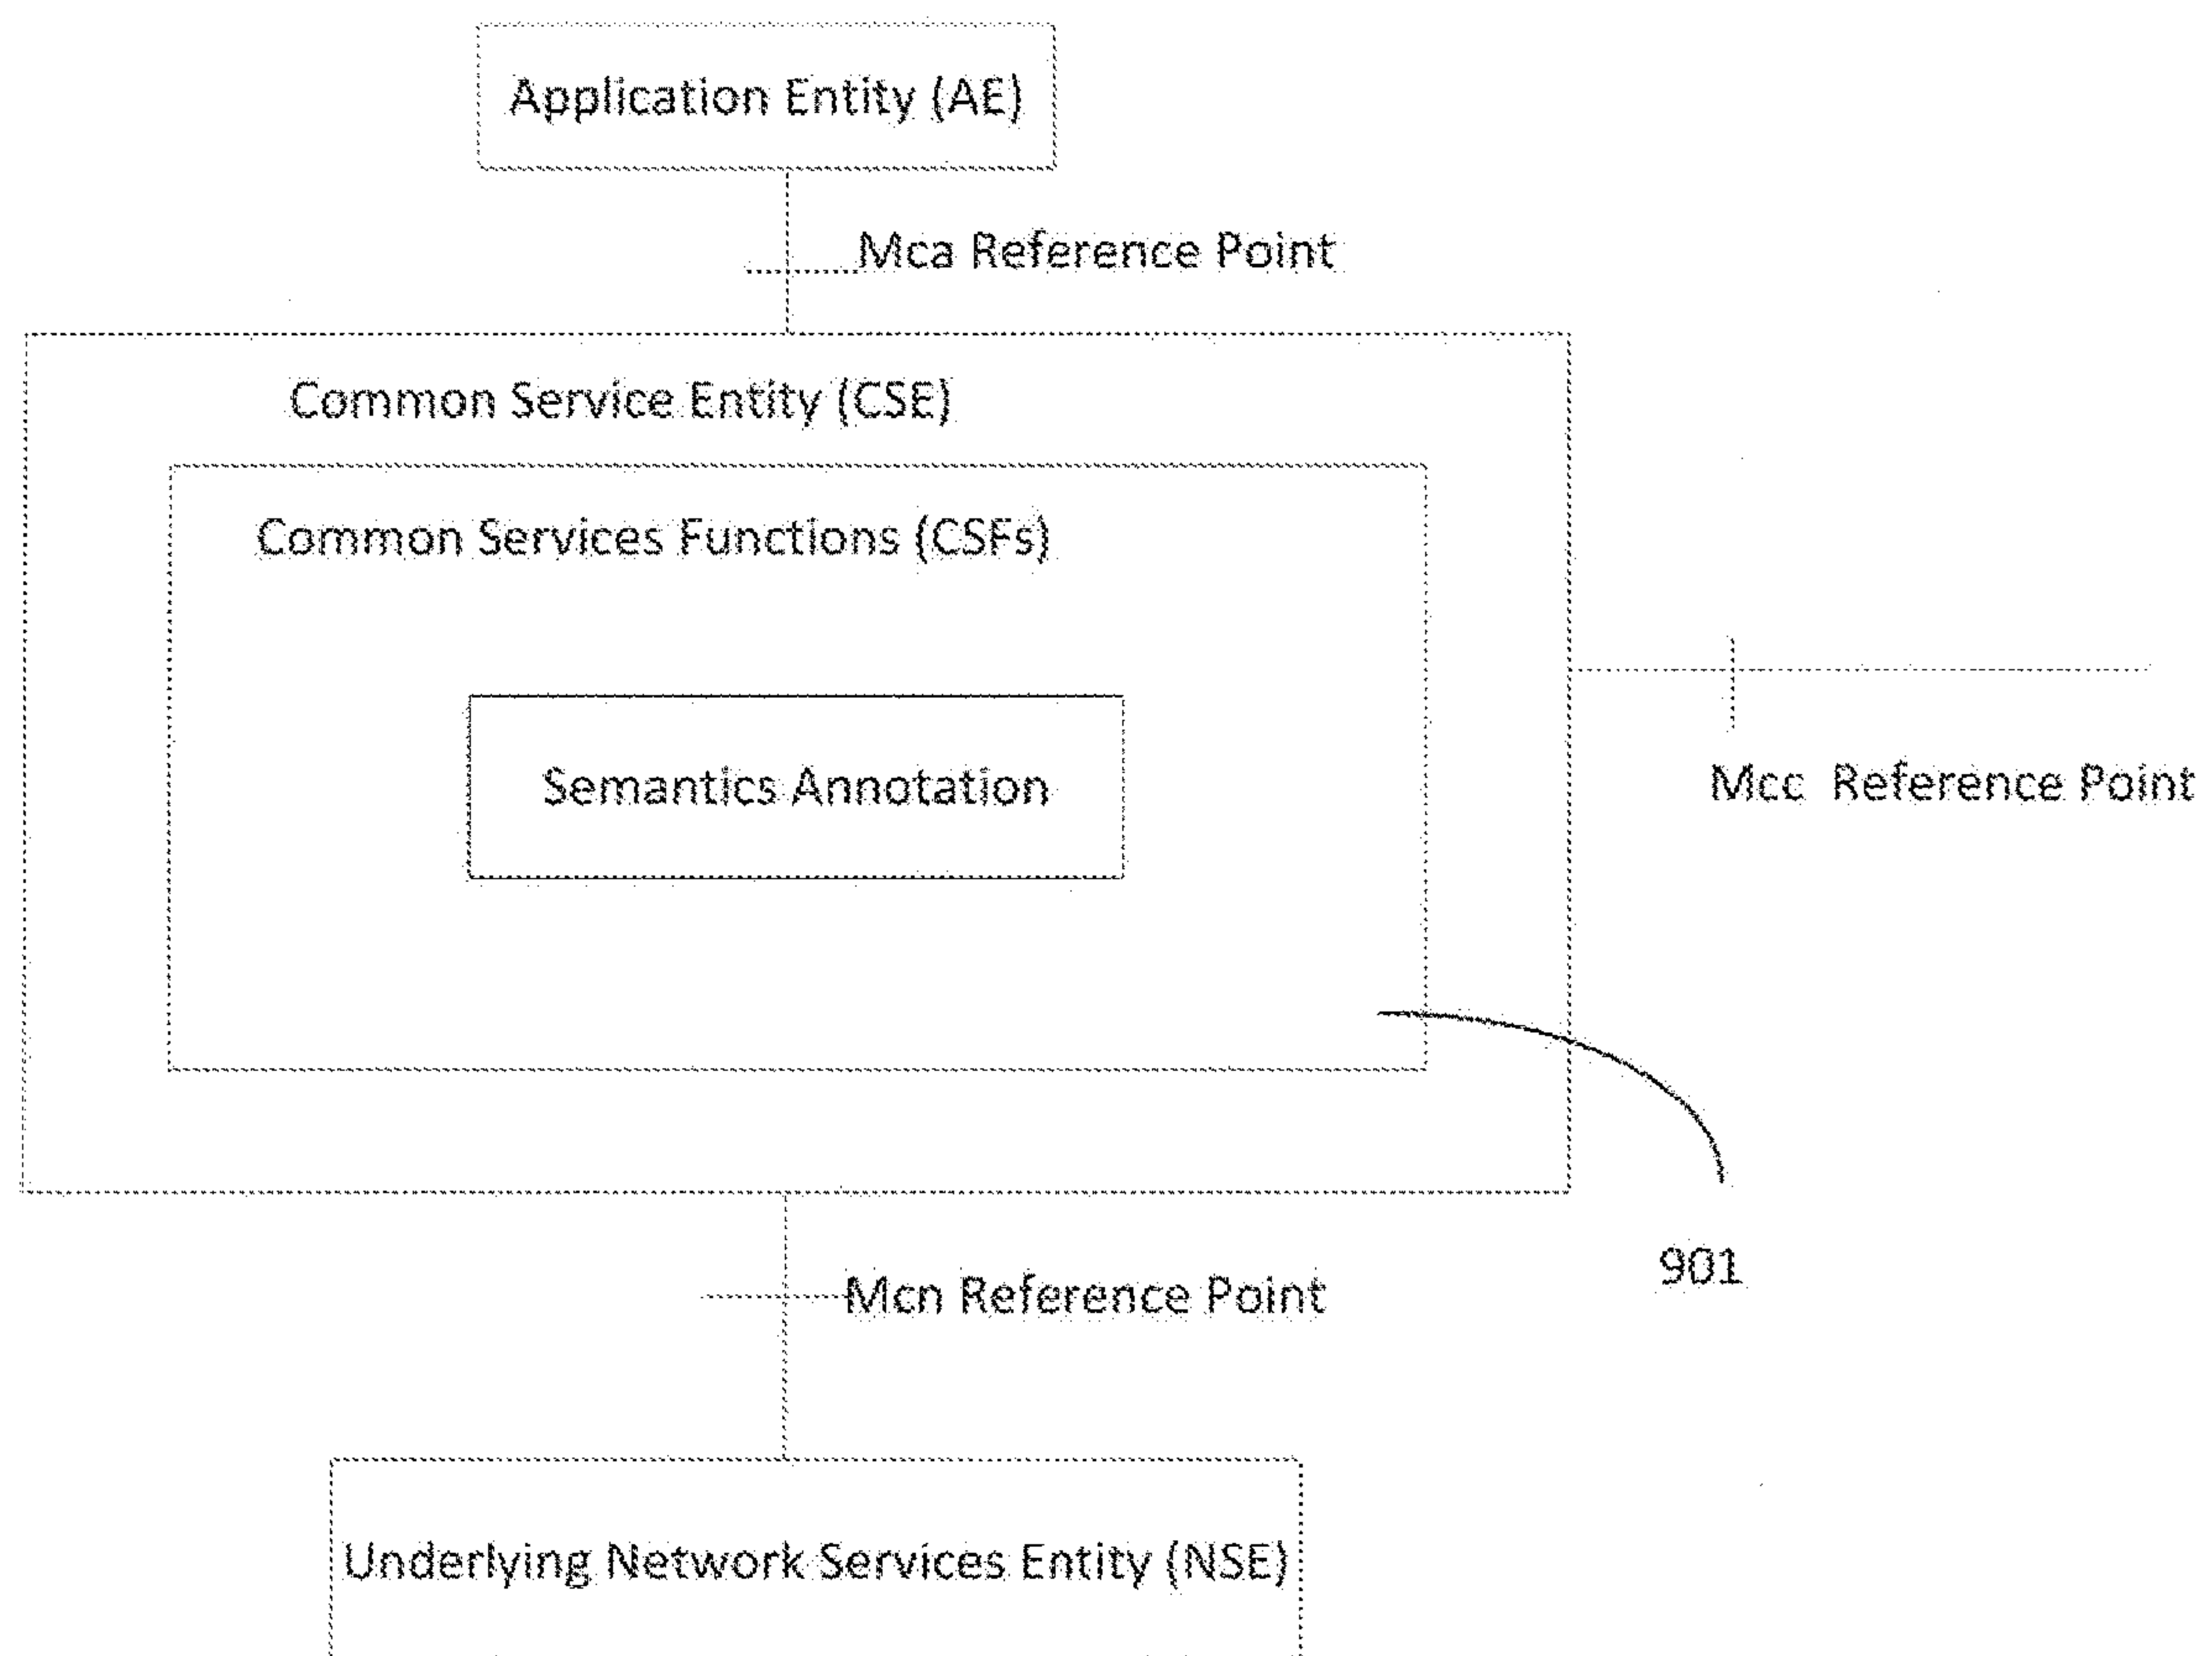 Application Entity (AE)
Mca Reference Point
Common Service Entity (CSE)
Common Services Functions (CSFs)
Semantics Annotation
Mcc Reference Point
901
Mcn Reference Point
Underlying Network Services Entity (NSE)